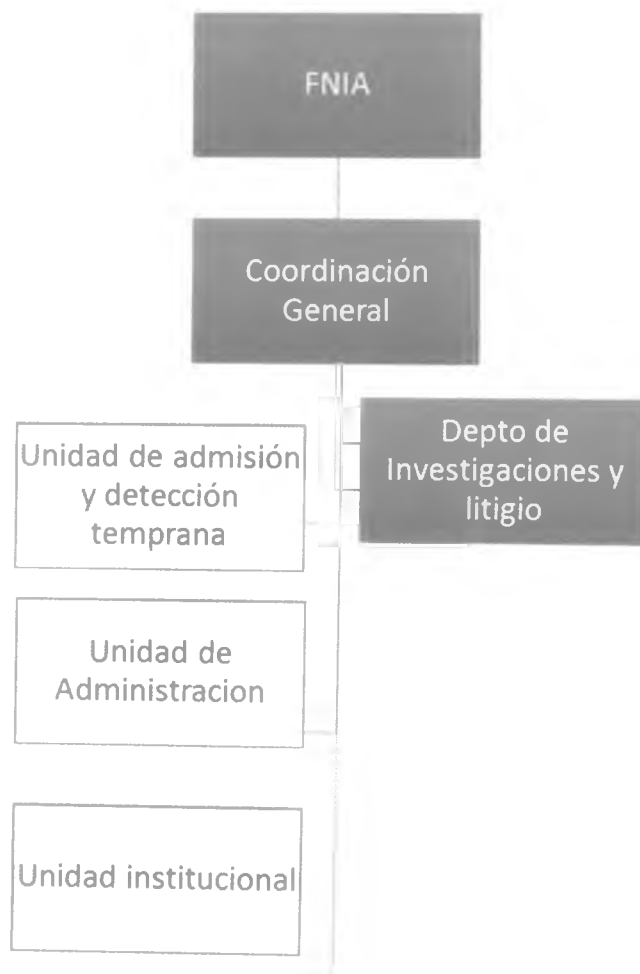 FNIA
Coordinación
General
Depto de
Investigaciones y
litigio
Unidad de admisión
y detección
temprana
Unidad de
Administracion
Unidad institucional